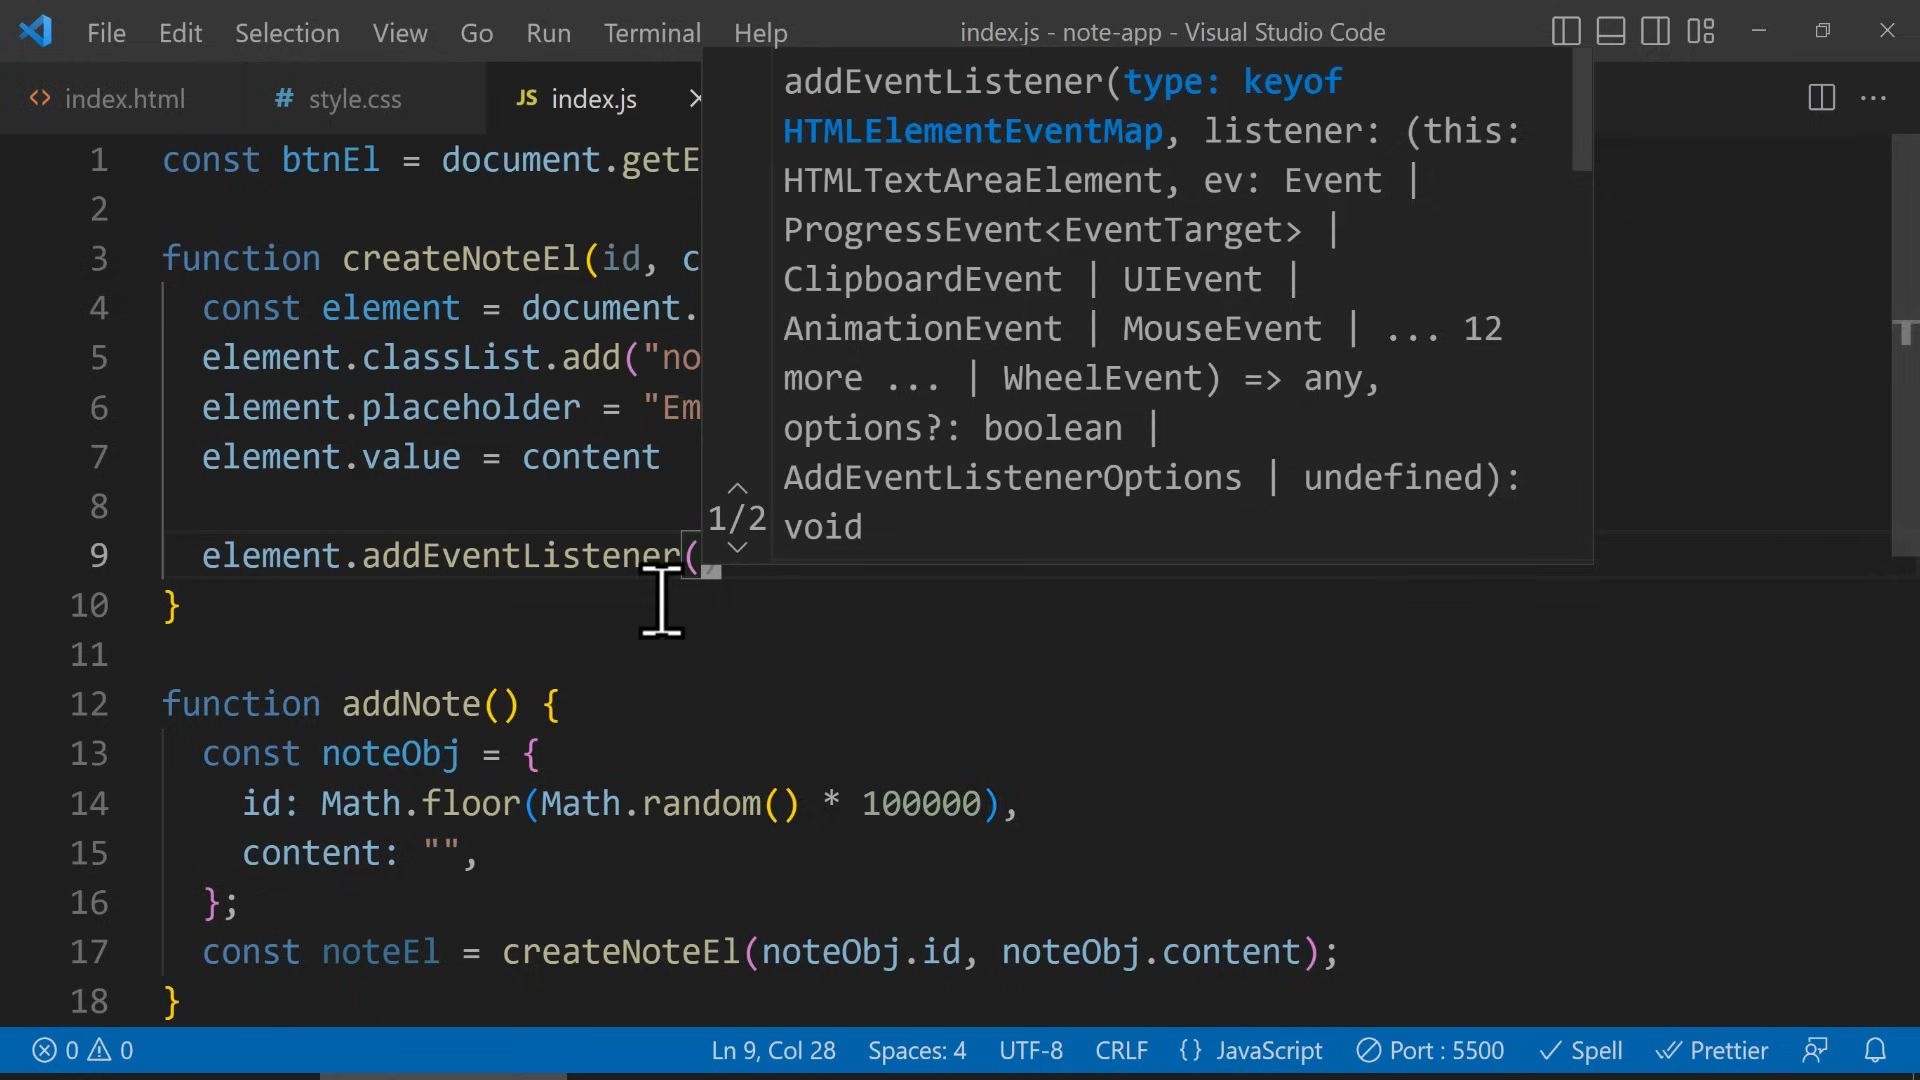 File Edit Selection View Go Run Terminal Help index.js - note-app - Visual Studio Code
index.html # style.css JS index.js
1 const btnEl = document.getE
2
3 function createNoteEl(id, c
4 const element = document.
5 element.classList.add("no
6 element.placeholder = "Em
7 element.value = content
8
9 element.addEventListener(
10 }
11
12 function addNote() {
13 const noteObj = {
14 id: Math.floor(Math.random() * 100000),
15 content: "",
16 };
17 const noteEl = createNoteEl(noteObj.id, noteObj.content);
18 }
addEventListener(type: keyof
HTMLElementEventMap, listener: (this:
HTMLTextAreaElement, ev: Event |
ProgressEvent<EventTarget> |
ClipboardEvent | UIEvent |
AnimationEvent | MouseEvent | ... 12
more ... | WheelEvent) => any,
options?: boolean |
AddEventListenerOptions | undefined):
void
1/2
0 0 Ln 9, Col 28 Spaces: 4 UTF-8 CRLF {} JavaScript Port : 5500 Spell Prettier